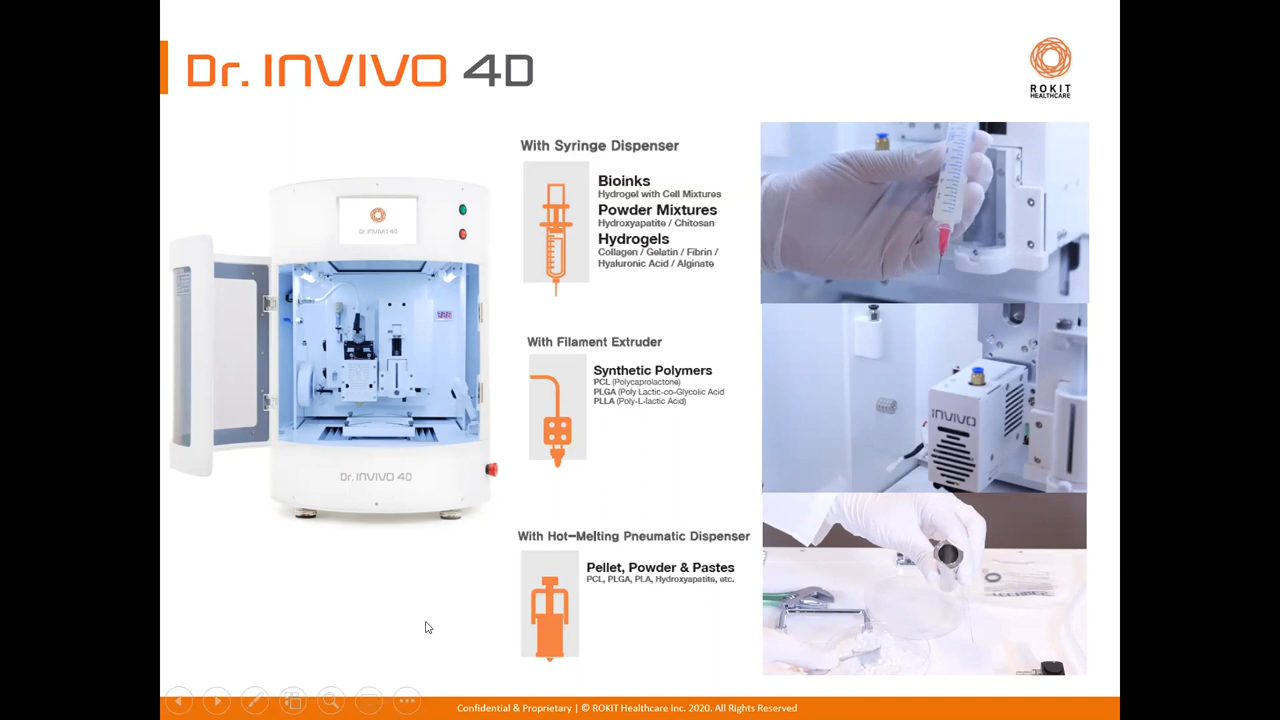 Dr. INVIVO 4D
ROKIT
HEALTHCARE
With Syringe Dispenser
Bioinks
Hydrogel with Cell Mixtures
Powder Mixtures
Hydroxyapatite / Chitosan
Hydrogels
Collagen / Gelatin / Fibrin /
Hyaluronic Acid / Alginate
Dr. INVIVO 4D
With Filament Extruder
Synthetic Polymers
PCL (Polycaprolactone)
PLGA (Poly Lactic-co-Glycolic Acid
PLLA (Poly-L-lactic Acid)
INVIVO
Dr. INVIVO 4D
With Hot-Melting Pneumatic Dispenser
Pellet, Powder & Pastes
PCL, PLGA, PLA, Hydroxyapatite, etc.
Confidential & Proprietary | © ROKIT Healthcare Inc. 2020. All Rights Reserved